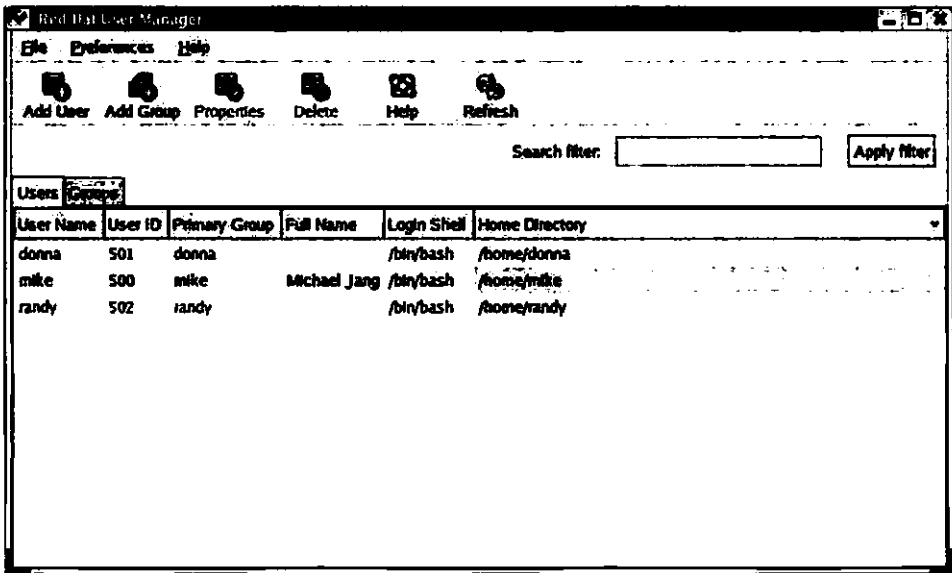 Red Hat User Manager
File Preferences Help
Add User Add Group Properties Delete Help Refresh
Search filter: Apply filter
Users Groups
User Name User ID Primary Group Full Name Login Shell Home Directory
donna 501 donna /bin/bash /home/donna
mike 500 mike Michael Jang /bin/bash /home/mike
randy 502 randy /bin/bash /home/randy